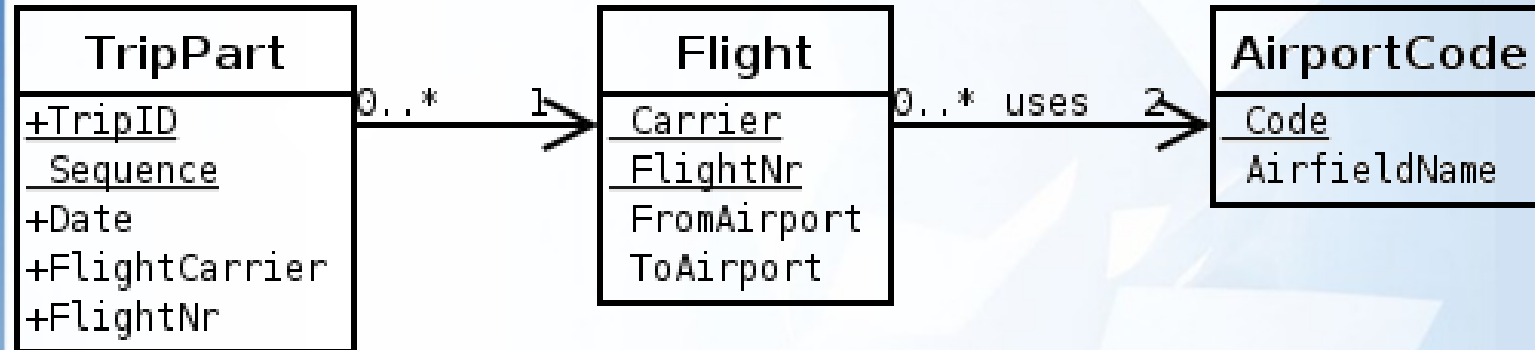 TripPart
+TripID
Sequence
+Date
+FlightCarrier
+FlightNr
0..* 1
Flight
Carrier
FlightNr
FromAirport
ToAirport
0..* uses 2
AirportCode
Code
AirfieldName